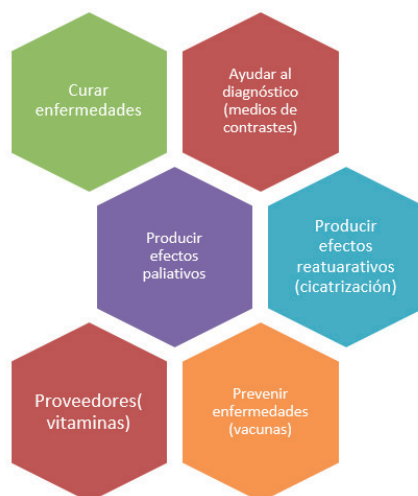 Curar
enfermedades
Ayudar al
diagnóstico
(medios de
contrastes)
Producir
efectos
paliativos
Producir
efectos
reatuarativos
(cicatrización)
Proveedores(
vitaminas)
Prevenir
enfermedades
(vacunas)